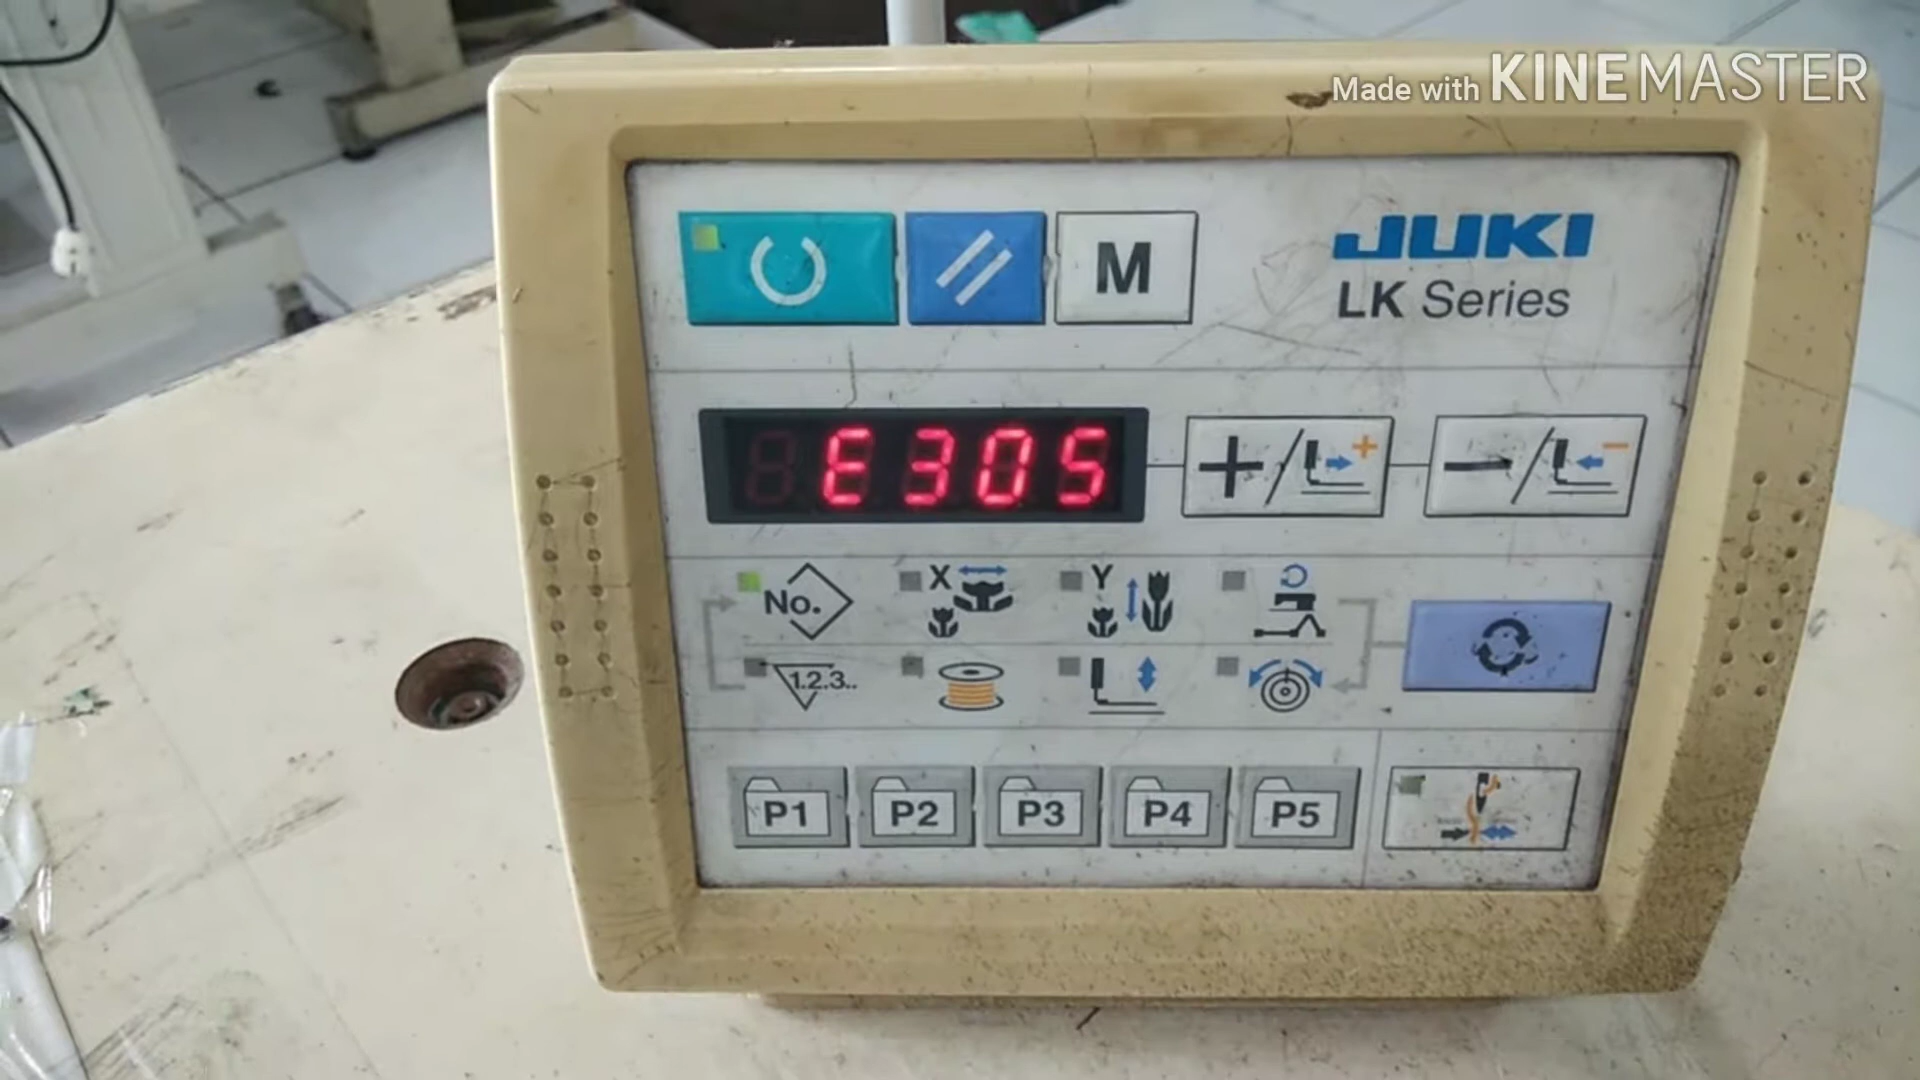 Made with KINEMASTER
JUKI
LK Series
M
E305
No.
X
Y
1.2.3..
P1
P2
P3
P4
P5